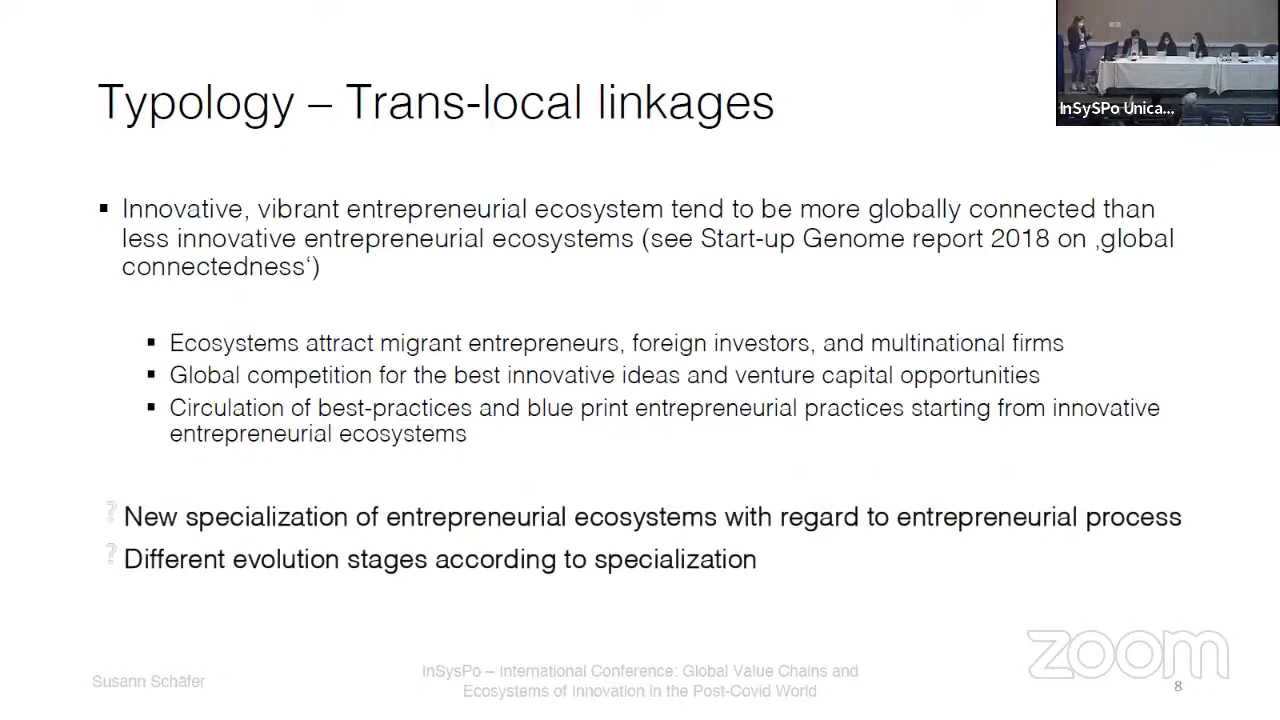 InSySPo Unica...
Typology – Trans-local linkages
▪ Innovative, vibrant entrepreneurial ecosystem tend to be more globally connected than
less innovative entrepreneurial ecosystems (see Start-up Genome report 2018 on ‚global
connectedness‘)
▪ Ecosystems attract migrant entrepreneurs, foreign investors, and multinational firms
▪ Global competition for the best innovative ideas and venture capital opportunities
▪ Circulation of best-practices and blue print entrepreneurial practices starting from innovative
entrepreneurial ecosystems
? New specialization of entrepreneurial ecosystems with regard to entrepreneurial process
? Different evolution stages according to specialization
zoom
Susann Schäfer
InSysPo – International Conference: Global Value Chains and
Ecosystems of Innovation in the Post-Covid World
8